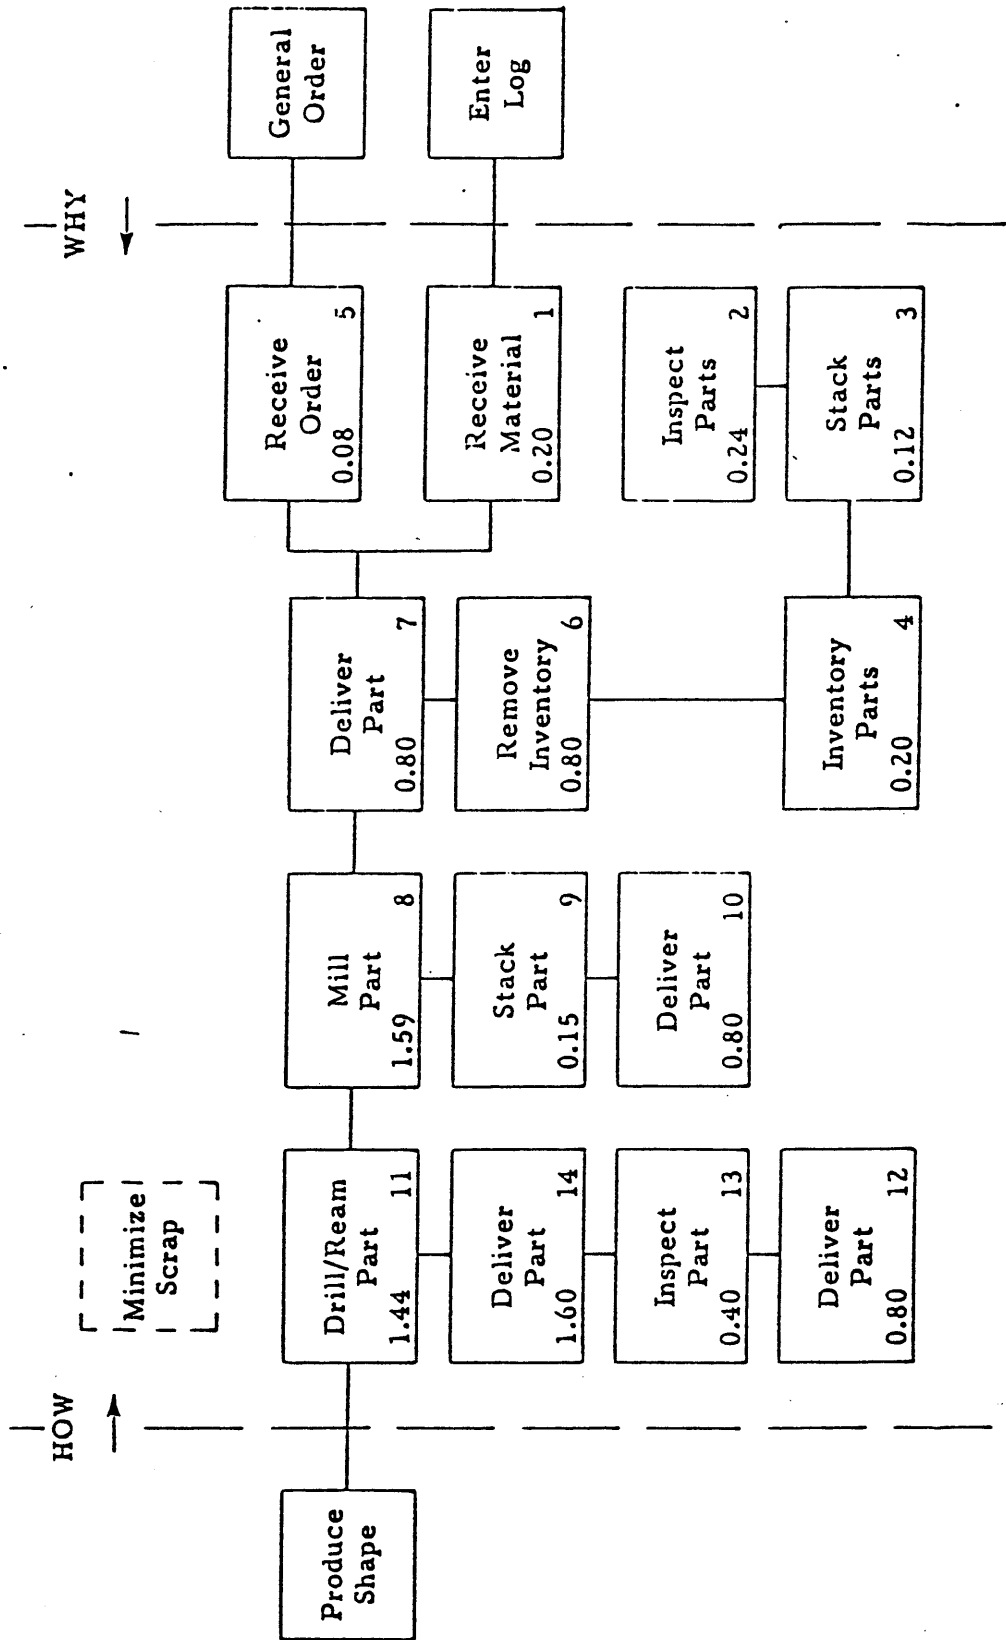 HOW
WHY
Minimize
Scrap
Produce
Shape
Drill/Ream
Part
1.44 11
Mill
Part
1.59 8
Deliver
Part
0.80 7
Receive
Order
0.08 5
General
Order
Deliver
Part
1.60 14
Stack
Part
0.15 9
Remove
Inventory
0.80 6
Receive
Material
0.20 1
Enter
Log
Inspect
Part
0.40 13
Deliver
Part
0.80 10
Inspect
Parts
0.24 2
Deliver
Part
0.80 12
Inventory
Parts
0.20 4
Stack
Parts
0.12 3